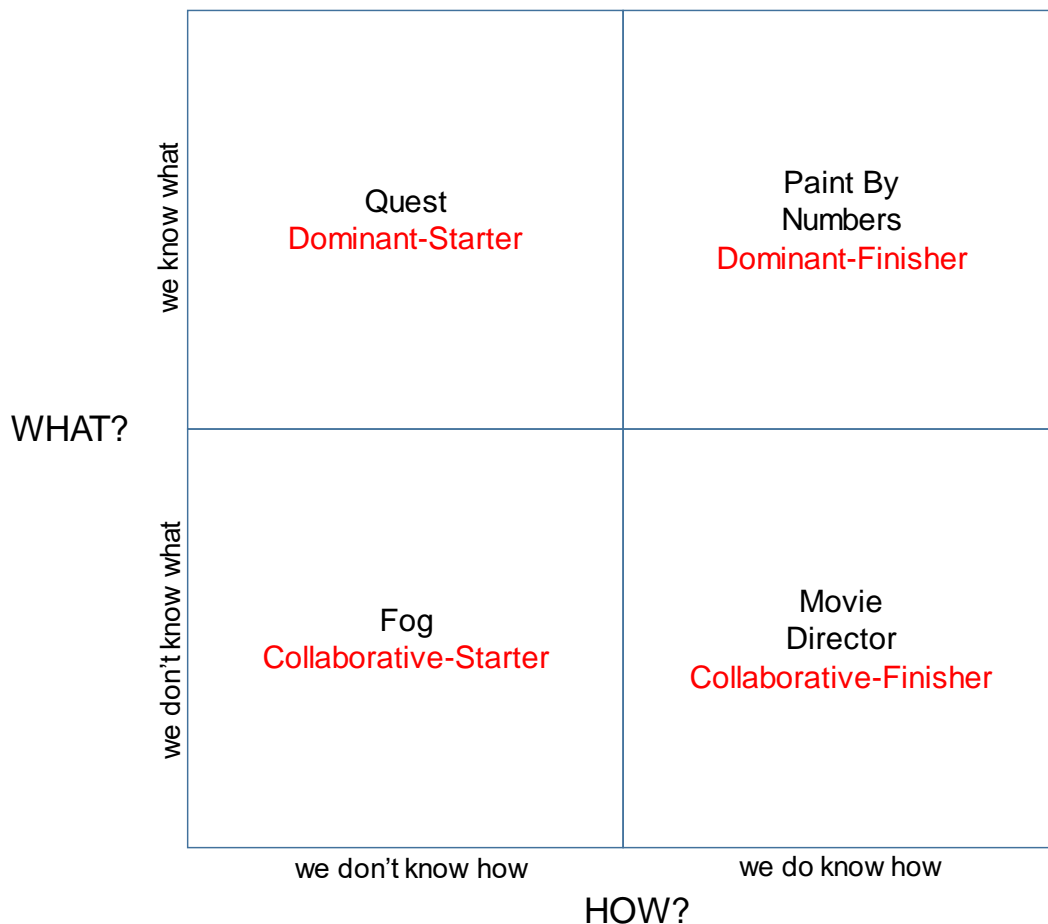 we know what
Quest
Dominant-Starter
Paint By
Numbers
Dominant-Finisher
WHAT?
we don’t know what
Fog
Collaborative-Starter
Movie
Director
Collaborative-Finisher
we don’t know how
we do know how
HOW?